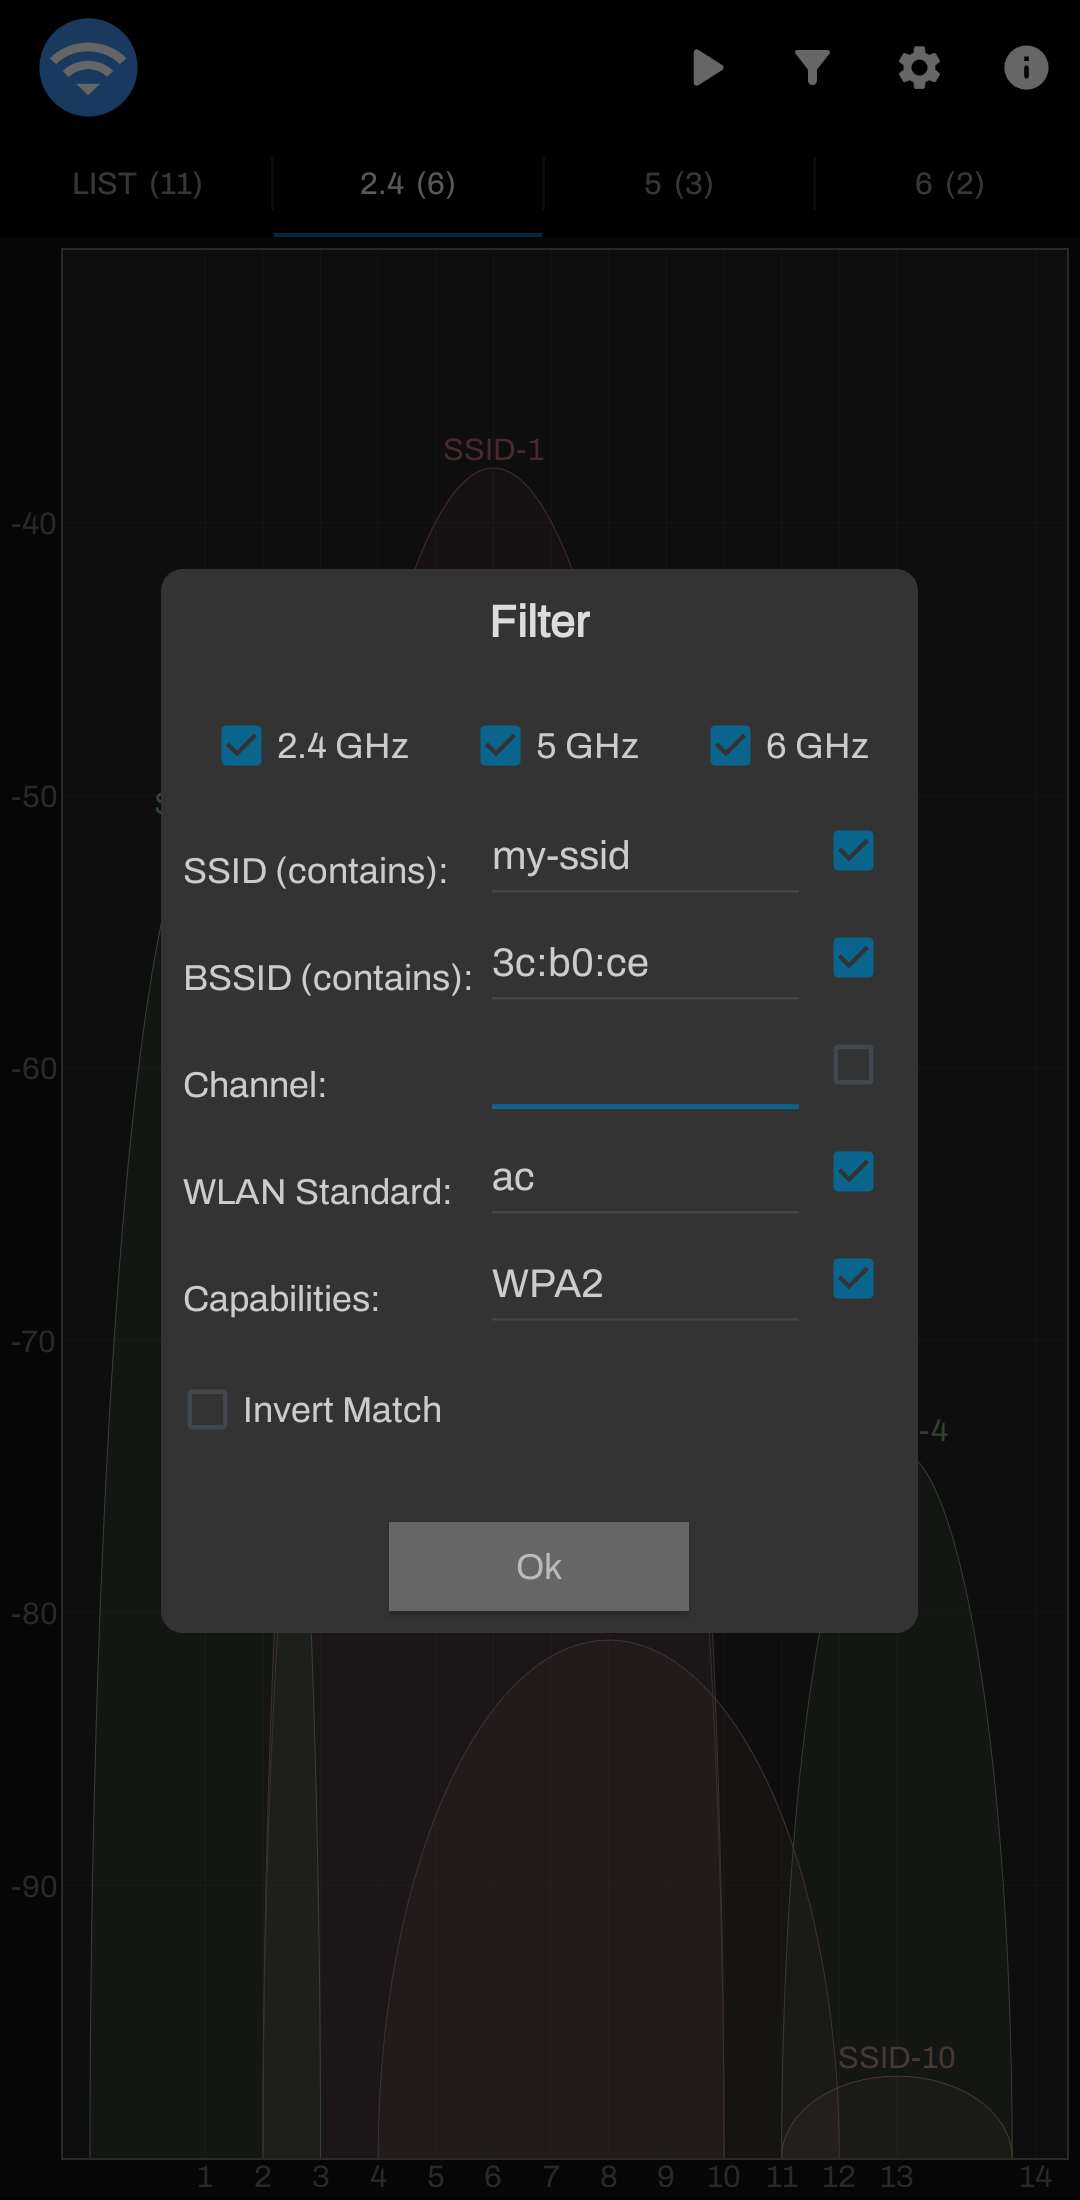 LIST (11)
2.4 (6)
5 (3)
6 (2)
SSID-1
-40
Filter
2.4 GHz
5 GHz
6 GHz
-50
SSID (contains): my-ssid
BSSID (contains): 3c:b0:ce
-60
Channel:
WLAN Standard: ac
Capabilities: WPA2
-70
Invert Match
-4
Ok
-80
-90
SSID-10
1 2 3 4 5 6 7 8 9 10 11 12 13 14